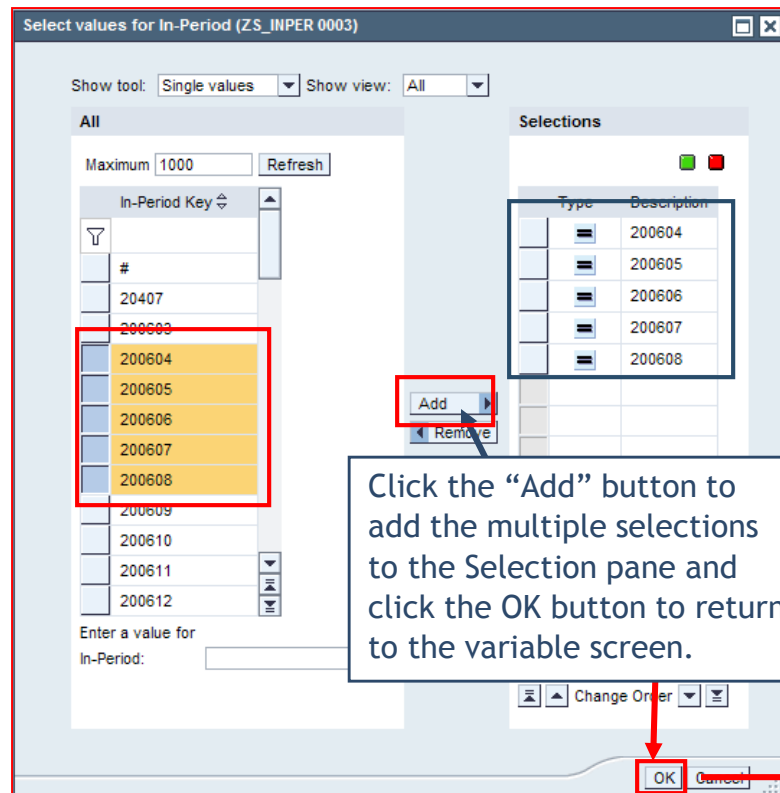 Select values for In-Period (ZS_INPER 0003)
Show tool: Single values Show view: All
All
Selections
Maximum 1000 Refresh
In-Period Key
Type Description
#
20407
200603
200604
200605
200606
200607
200608
200609
200610
200611
200612
200604
200605
200606
200607
200608
Add
Remove
Click the “Add” button to
add the multiple selections
to the Selection pane and
click the OK button to return
to the variable screen.
Enter a value for
In-Period:
Change Order
OK Cancel